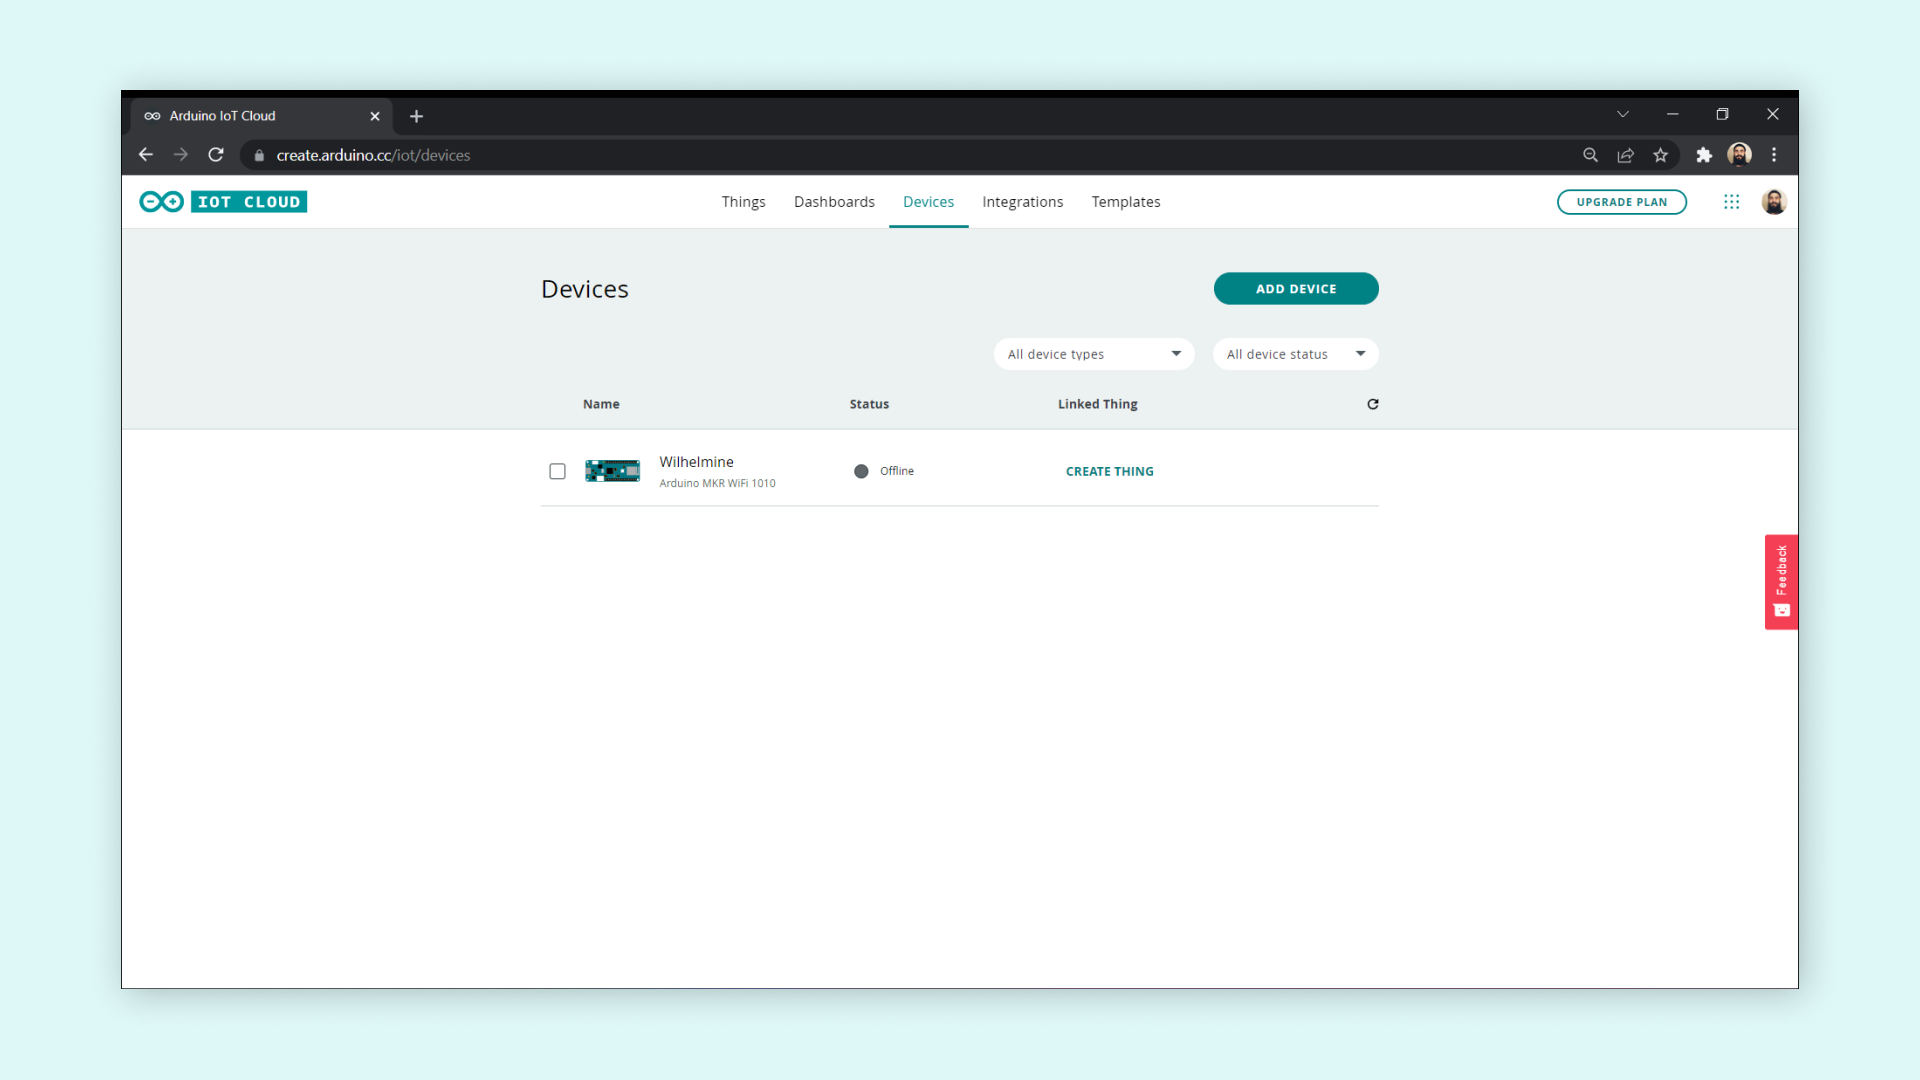 Arduino IoT Cloud
create.arduino.cc/iot/devices
IOT CLOUD
Things Dashboards Devices Integrations Templates
UPGRADE PLAN
Devices
ADD DEVICE
All device types
All device status
Name Status Linked Thing
Wilhelmine
Arduino MKR WiFi 1010
Offline
CREATE THING
Feedback